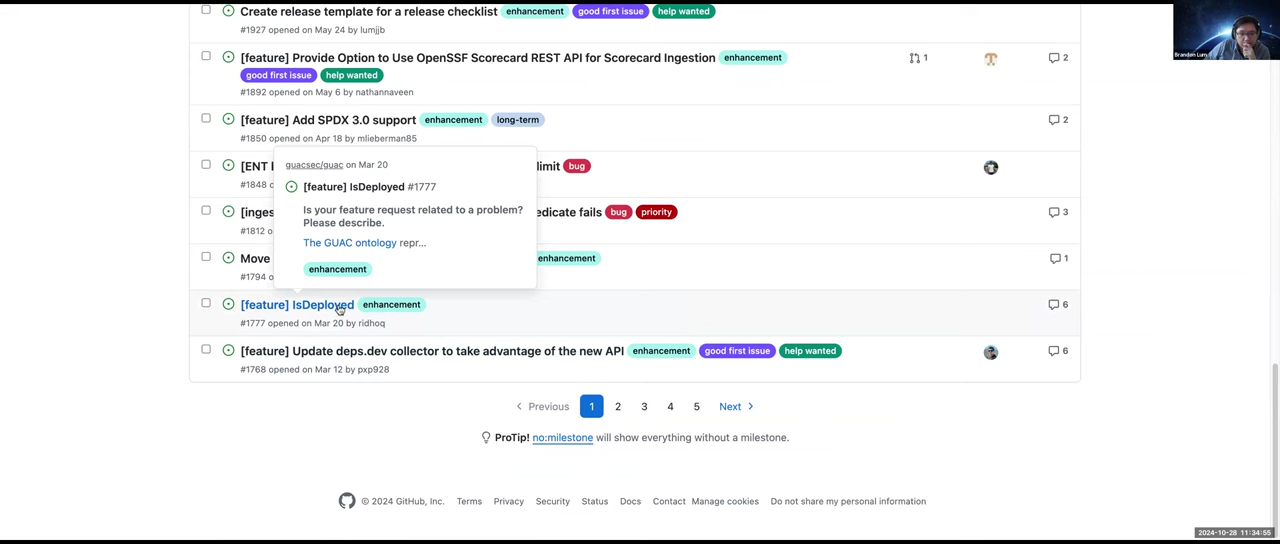 Create release template for a release checklist enhancement good first issue help wanted
#1927 opened on May 24 by lumjjb
[feature] Provide Option to Use OpenSSF Scorecard REST API for Scorecard Ingestion enhancement
1
2
good first issue help wanted
#1892 opened on May 6 by nathannaveen
[feature] Add SPDX 3.0 support enhancement long-term
2
#1850 opened on Apr 18 by mlieberman85
guacsec/guac on Mar 20
[ENT
limit bug
#1848
[feature] IsDeployed #1777
Is your feature request related to a problem?
Please describe.
[inges
edicate fails bug priority
3
#1812
The GUAC ontology repr...
enhancement
Move
enhancement
1
#1794
[feature] IsDeployed enhancement
6
#1777 opened on Mar 20 by ridhoq
[feature] Update deps.dev collector to take advantage of the new API enhancement good first issue help wanted
6
#1768 opened on Mar 12 by pxp928
Previous 1 2 3 4 5 Next
ProTip! no:milestone will show everything without a milestone.
© 2024 GitHub, Inc. Terms Privacy Security Status Docs Contact Manage cookies Do not share my personal information
Brandon Lum
2024-10-28 11:34:55